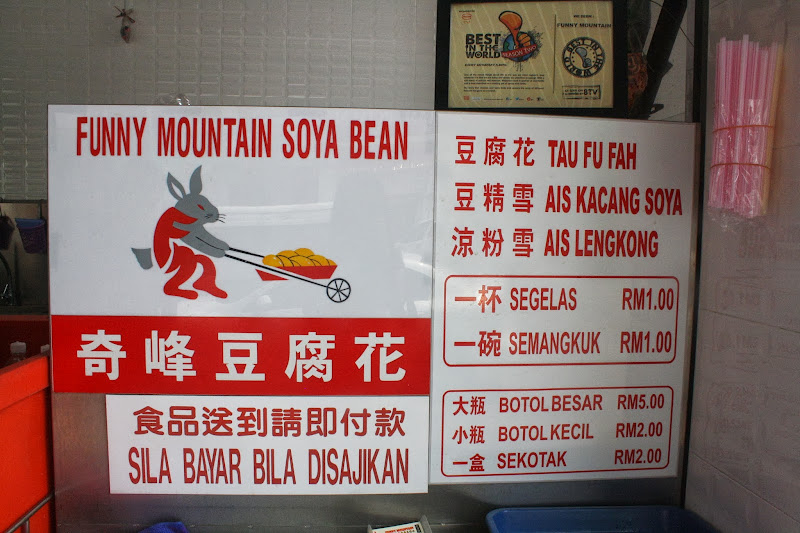 BEST
IN THE
WORLD
SEASON TWO
FUNNY MOUNTAIN
8TV
FUNNY MOUNTAIN SOYA BEAN
奇峰豆腐花
食品送到請即付款
SILA BAYAR BILA DISAJIKAN
豆腐花 TAU FU FAH
豆精雪 AIS KACANG SOYA
涼粉雪 AIS LENGKONG
一杯 SEGELAS RM1.00
一碗 SEMANGKUK RM1.00
大瓶 BOTOL BESAR RM5.00
小瓶 BOTOL KECIL RM2.00
一盒 SEKOTAK RM2.00